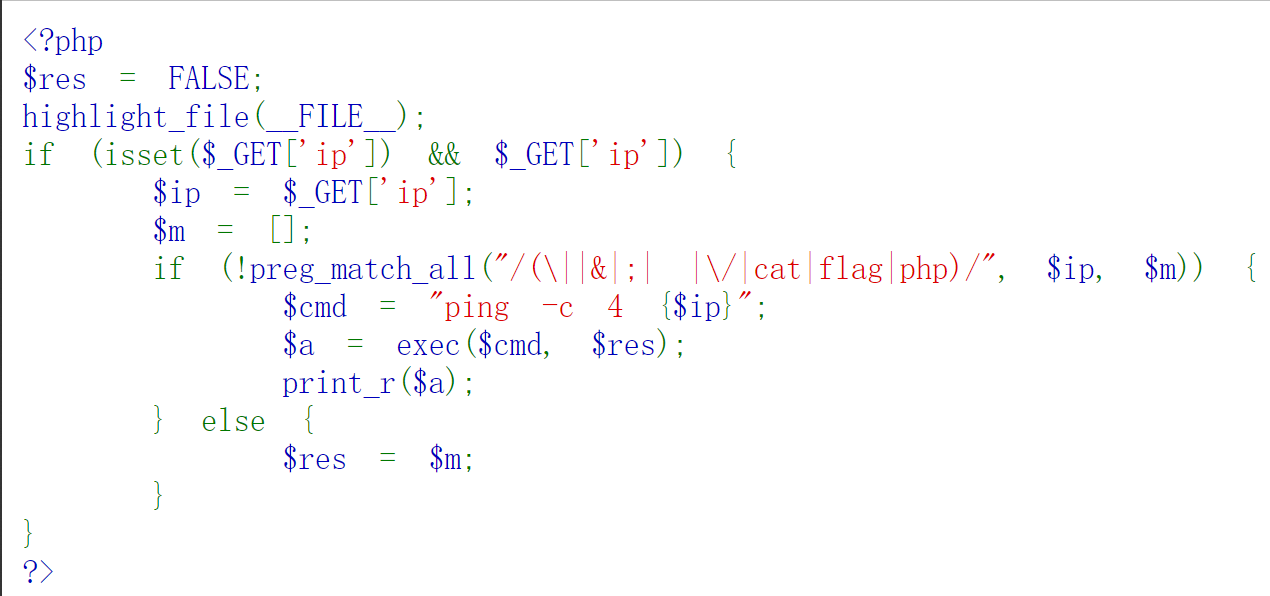 <?php
$res = FALSE;
highlight_file(__FILE__);
if (isset($_GET['ip']) && $_GET['ip']) {
        $ip = $_GET['ip'];
        $m = [];
        if (!preg_match_all("/(\||&|;| |\/|cat|flag|php)/", $ip, $m)) {
                $cmd = "ping -c 4 {$ip}";
                $a = exec($cmd, $res);
                print_r($a);
        } else {
                $res = $m;
        }
}
?>